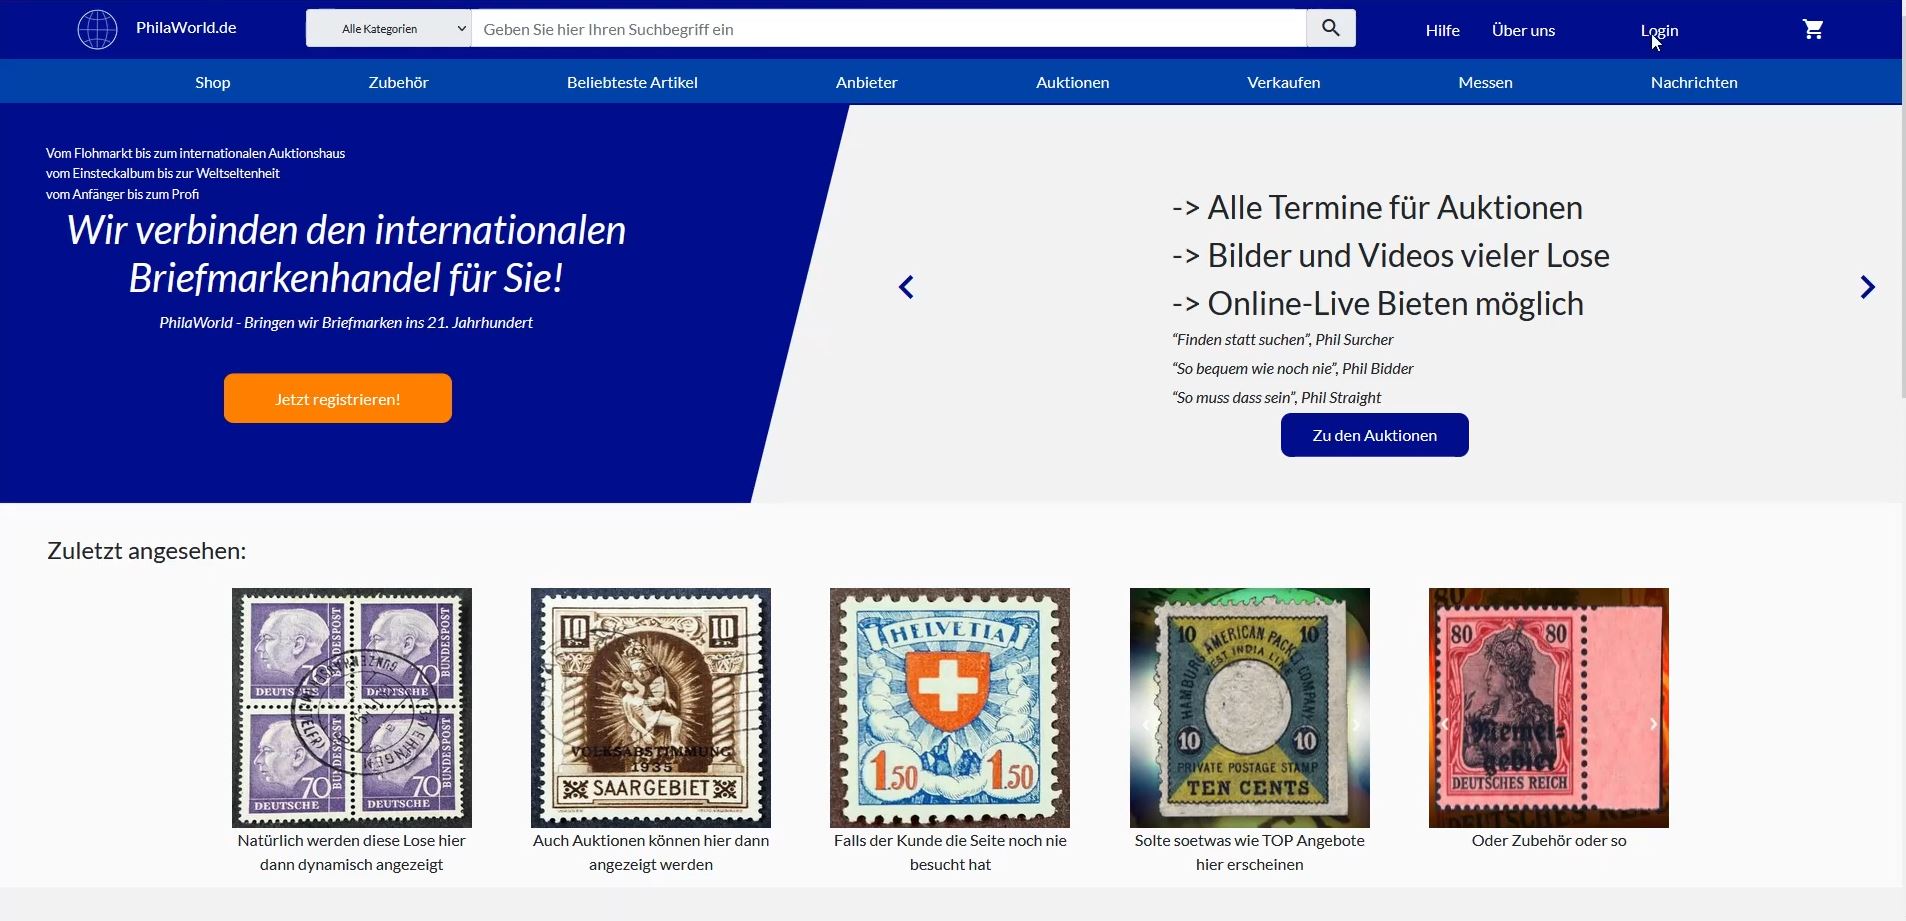 PhilaWorld.de
Alle Kategorien
Geben Sie hier Ihren Suchbegriff ein
Hilfe
Über uns
Login
Shop
Zubehör
Beliebteste Artikel
Anbieter
Auktionen
Verkaufen
Messen
Nachrichten
Vom Flohmarkt bis zum internationalen Auktionshaus
vom Einsteckalbum bis zur Weltseltenheit
vom Anfänger bis zum Profi
Wir verbinden den internationalen
Briefmarkenhandel für Sie!
PhilaWorld - Bringen wir Briefmarken ins 21. Jahrhundert
Jetzt registrieren!
-> Alle Termine für Auktionen
-> Bilder und Videos vieler Lose
-> Online-Live Bieten möglich
“Finden statt suchen”, Phil Surcher
“So bequem wie noch nie”, Phil Bidder
“So muss dass sein”, Phil Straight
Zu den Auktionen
Zuletzt angesehen:
70
DEUTSCHE
BUNDESPOST
70
DEUTSCHE
BUNDESPOST
70
DEUTSCHE
BUNDESPOST
70
DEUTSCHE
BUNDESPOST
10 10
VOLKSABSTIMMUNG
1935
SAARGEBIET
HELVETIA
1.50 1.50
10 10
HAMBURG AMERICAN PACKET COMPANY
WEST INDIA LINE
10 10
PRIVATE POSTAGE STAMP
TEN CENTS
80 80
Memel-
gebiet
DEUTSCHES REICH
Natürlich werden diese Lose hier
dann dynamisch angezeigt
Auch Auktionen können hier dann
angezeigt werden
Falls der Kunde die Seite noch nie
besucht hat
Solte soetwas wie TOP Angebote
hier erscheinen
Oder Zubehör oder so